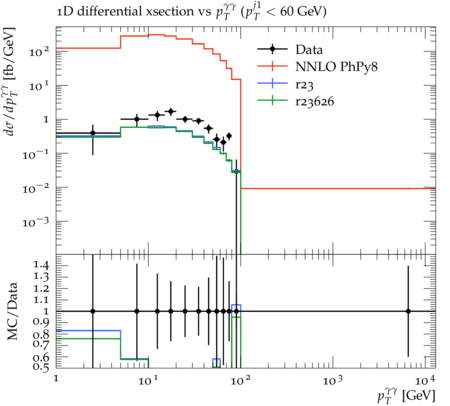 1D differential xsection vs p_T^γγ (p_T^j1 < 60 GeV)
dσ/dp_T^γγ [fb/GeV]
10^2
10^1
1
10^−1
10^−2
10^−3
Data
NNLO PhPy8
r23
r23626
MC/Data
1.4
1.3
1.2
1.1
1
0.9
0.8
0.7
0.6
0.5
1 10^1 10^2 10^3 10^4
p_T^γγ [GeV]